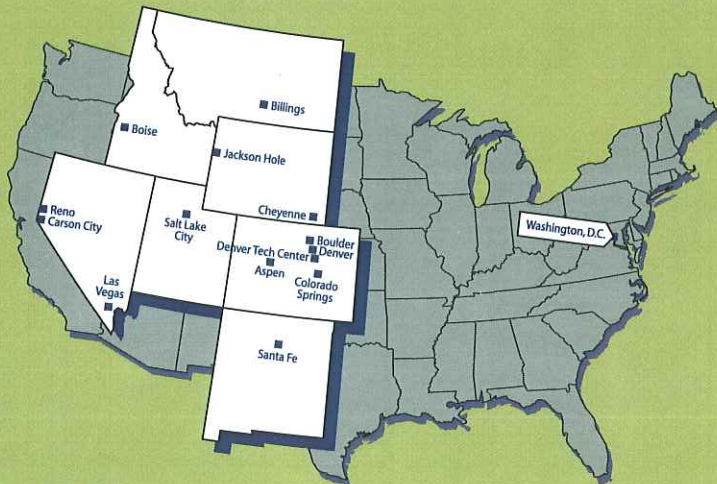 Billings
Boise
Jackson Hole
Reno
Carson City
Salt Lake
City
Cheyenne
Washington, D.C.
Boulder
Denver
Denver Tech Center
Aspen
Colorado
Springs
Las
Vegas
Santa Fe